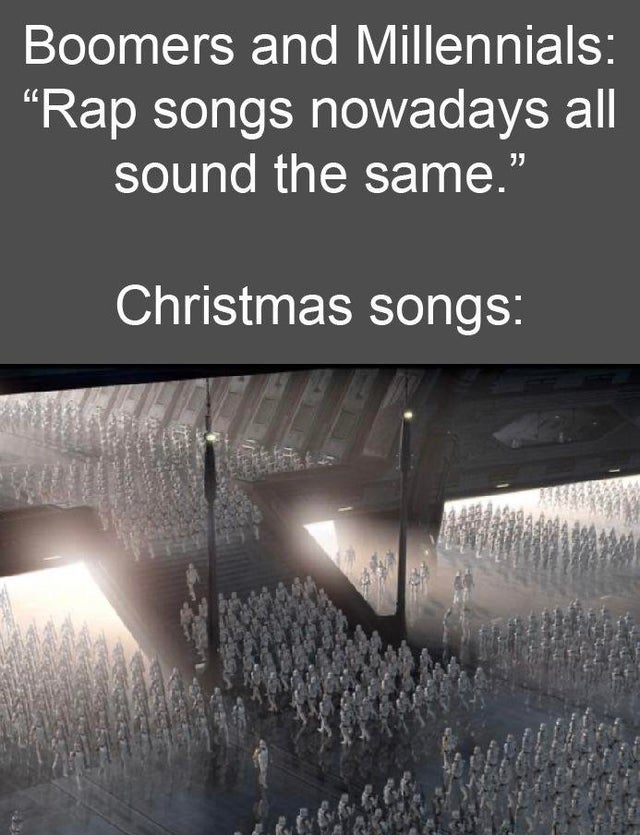 Boomers and Millennials:
“Rap songs nowadays all
sound the same.”
Christmas songs: